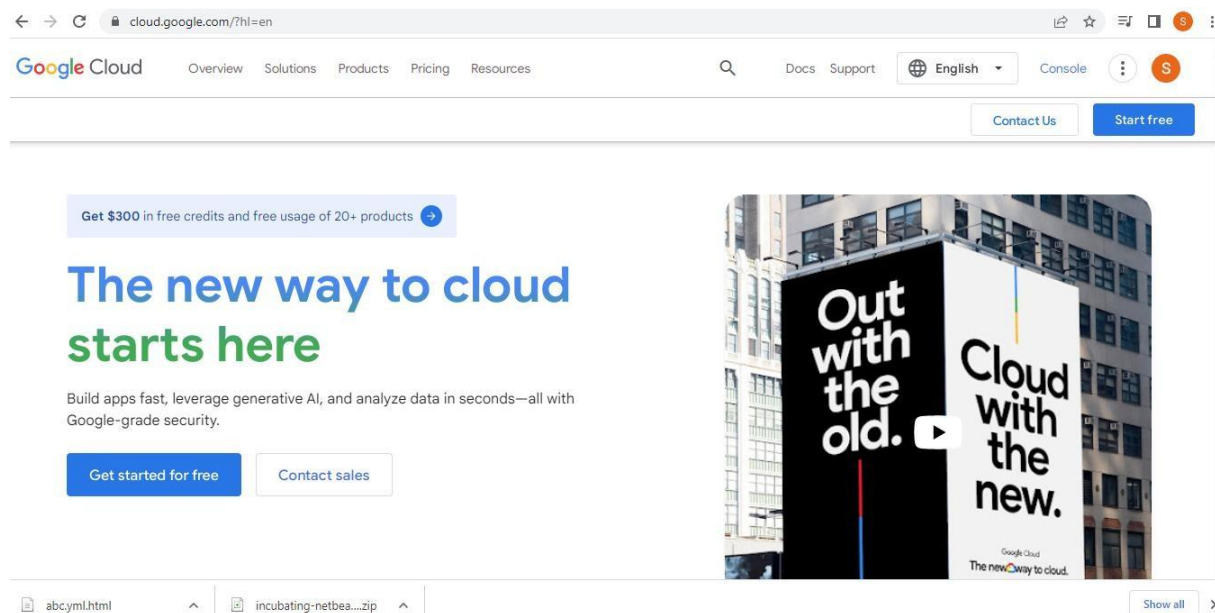 cloud.google.com/?hl=en
S
Google Cloud
Overview Solutions Products Pricing Resources
Docs Support English Console S
Contact Us Start free
Get $300 in free credits and free usage of 20+ products
The new way to cloud
starts here
Build apps fast, leverage generative AI, and analyze data in seconds—all with
Google-grade security.
Get started for free Contact sales
Out
with
the
old.
Cloud
with
the
new.
Google Cloud
The new way to cloud.
abc.yml.html incubating-netbea....zip Show all